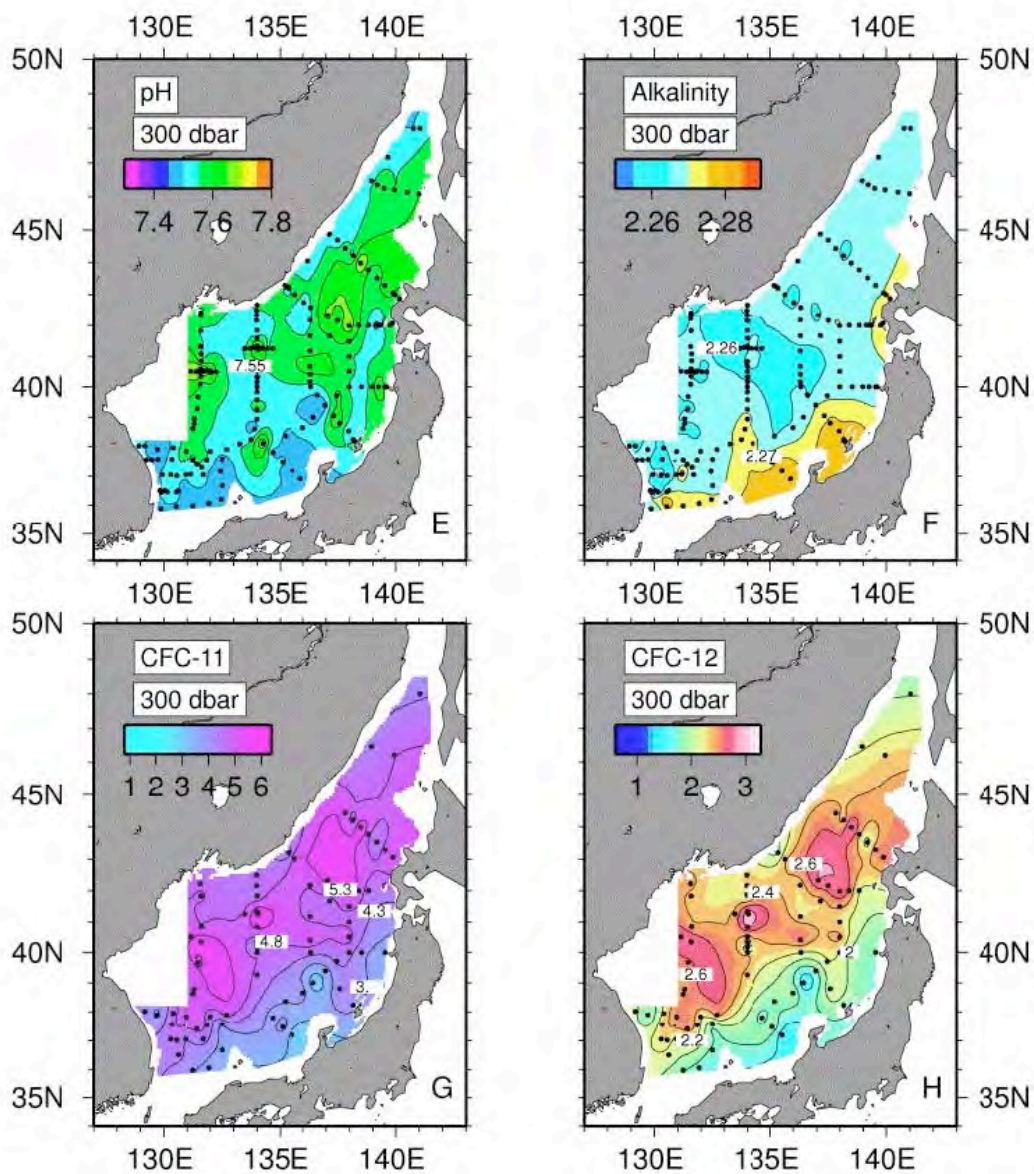 130E 135E 140E 130E 135E 140E
50N 50N
pH Alkalinity
300 dbar 300 dbar
7.4 7.6 7.8 2.26 2.28
45N 45N
2.26
7.55
40N 40N
2.27
35N E F 35N
130E 135E 140E 130E 135E 140E
50N 50N
CFC-11 CFC-12
300 dbar 300 dbar
1 2 3 4 5 6 1 2 3
45N 45N
2.6
5.3 2.4
4.3
4.8 2
40N 40N
3. 2.6
2.2
35N G H 35N
130E 135E 140E 130E 135E 140E